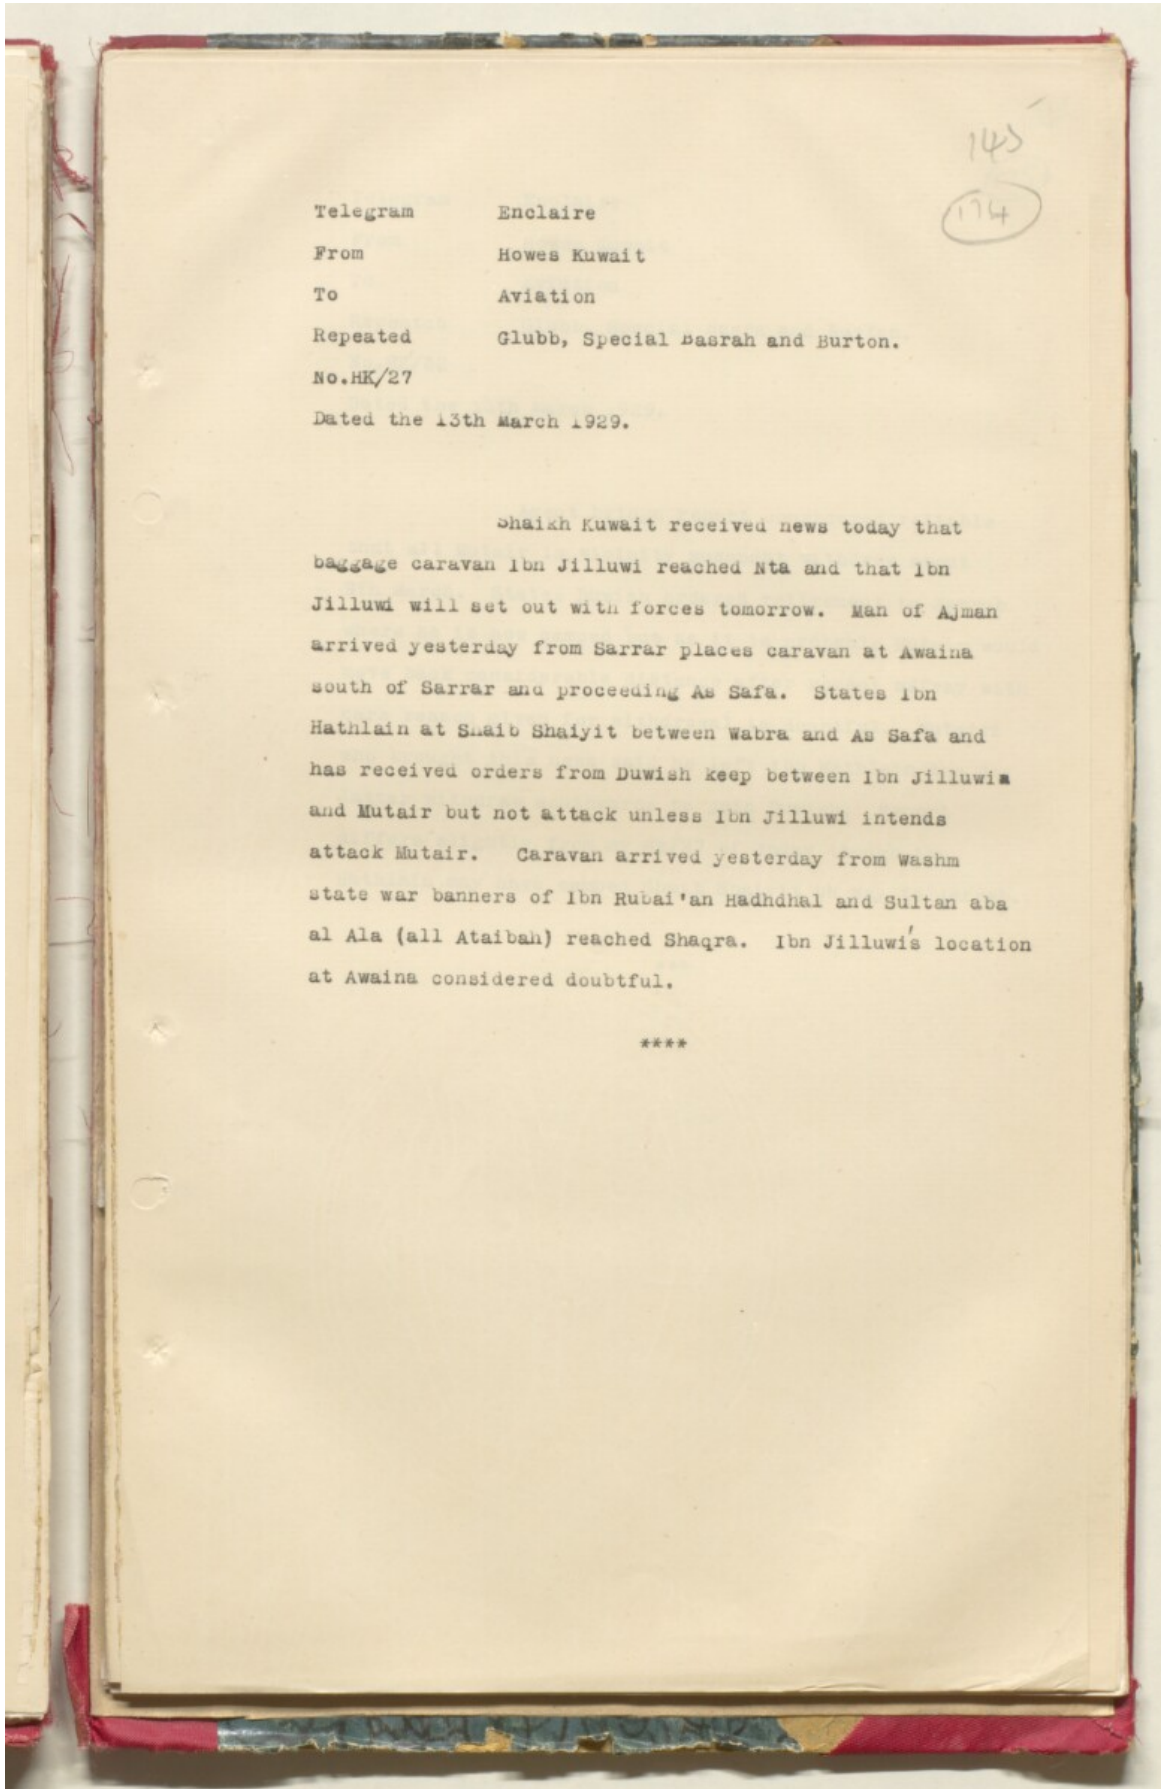 145
174
Telegram Enclaire
From Howes Kuwait
To Aviation
Repeated Glubb, Special Basrah and Burton.
No.HK/27
Dated the 13th March 1929.
Shaikh Kuwait received news today that
baggage caravan Ibn Jilluwi reached Nta and that Ibn
Jilluwi will set out with forces tomorrow. Man of Ajman
arrived yesterday from Sarrar places caravan at Awaina
south of Sarrar and proceeding As Safa. States Ibn
Hathlain at Shaib Shaiyit between Wabra and As Safa and
has received orders from Duwish keep between Ibn Jilluwi
and Mutair but not attack unless Ibn Jilluwi intends
attack Mutair. Caravan arrived yesterday from Washm
state war banners of Ibn Rubai'an Hadhdhal and Sultan aba
al Ala (all Ataibah) reached Shaqra. Ibn Jilluwi's location
at Awaina considered doubtful.
****